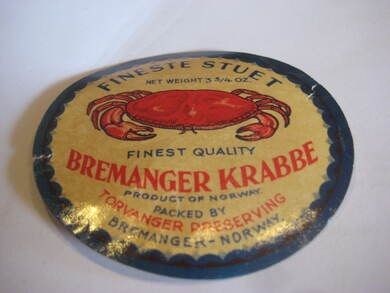 FINESTE STUET
NET WEIGHT 3 3/4 OZ.
FINEST QUALITY
BREMANGER KRABBE
PRODUCT OF NORWAY.
PACKED BY
TORVANGER PRESERVING
BREMANGER - NORWAY